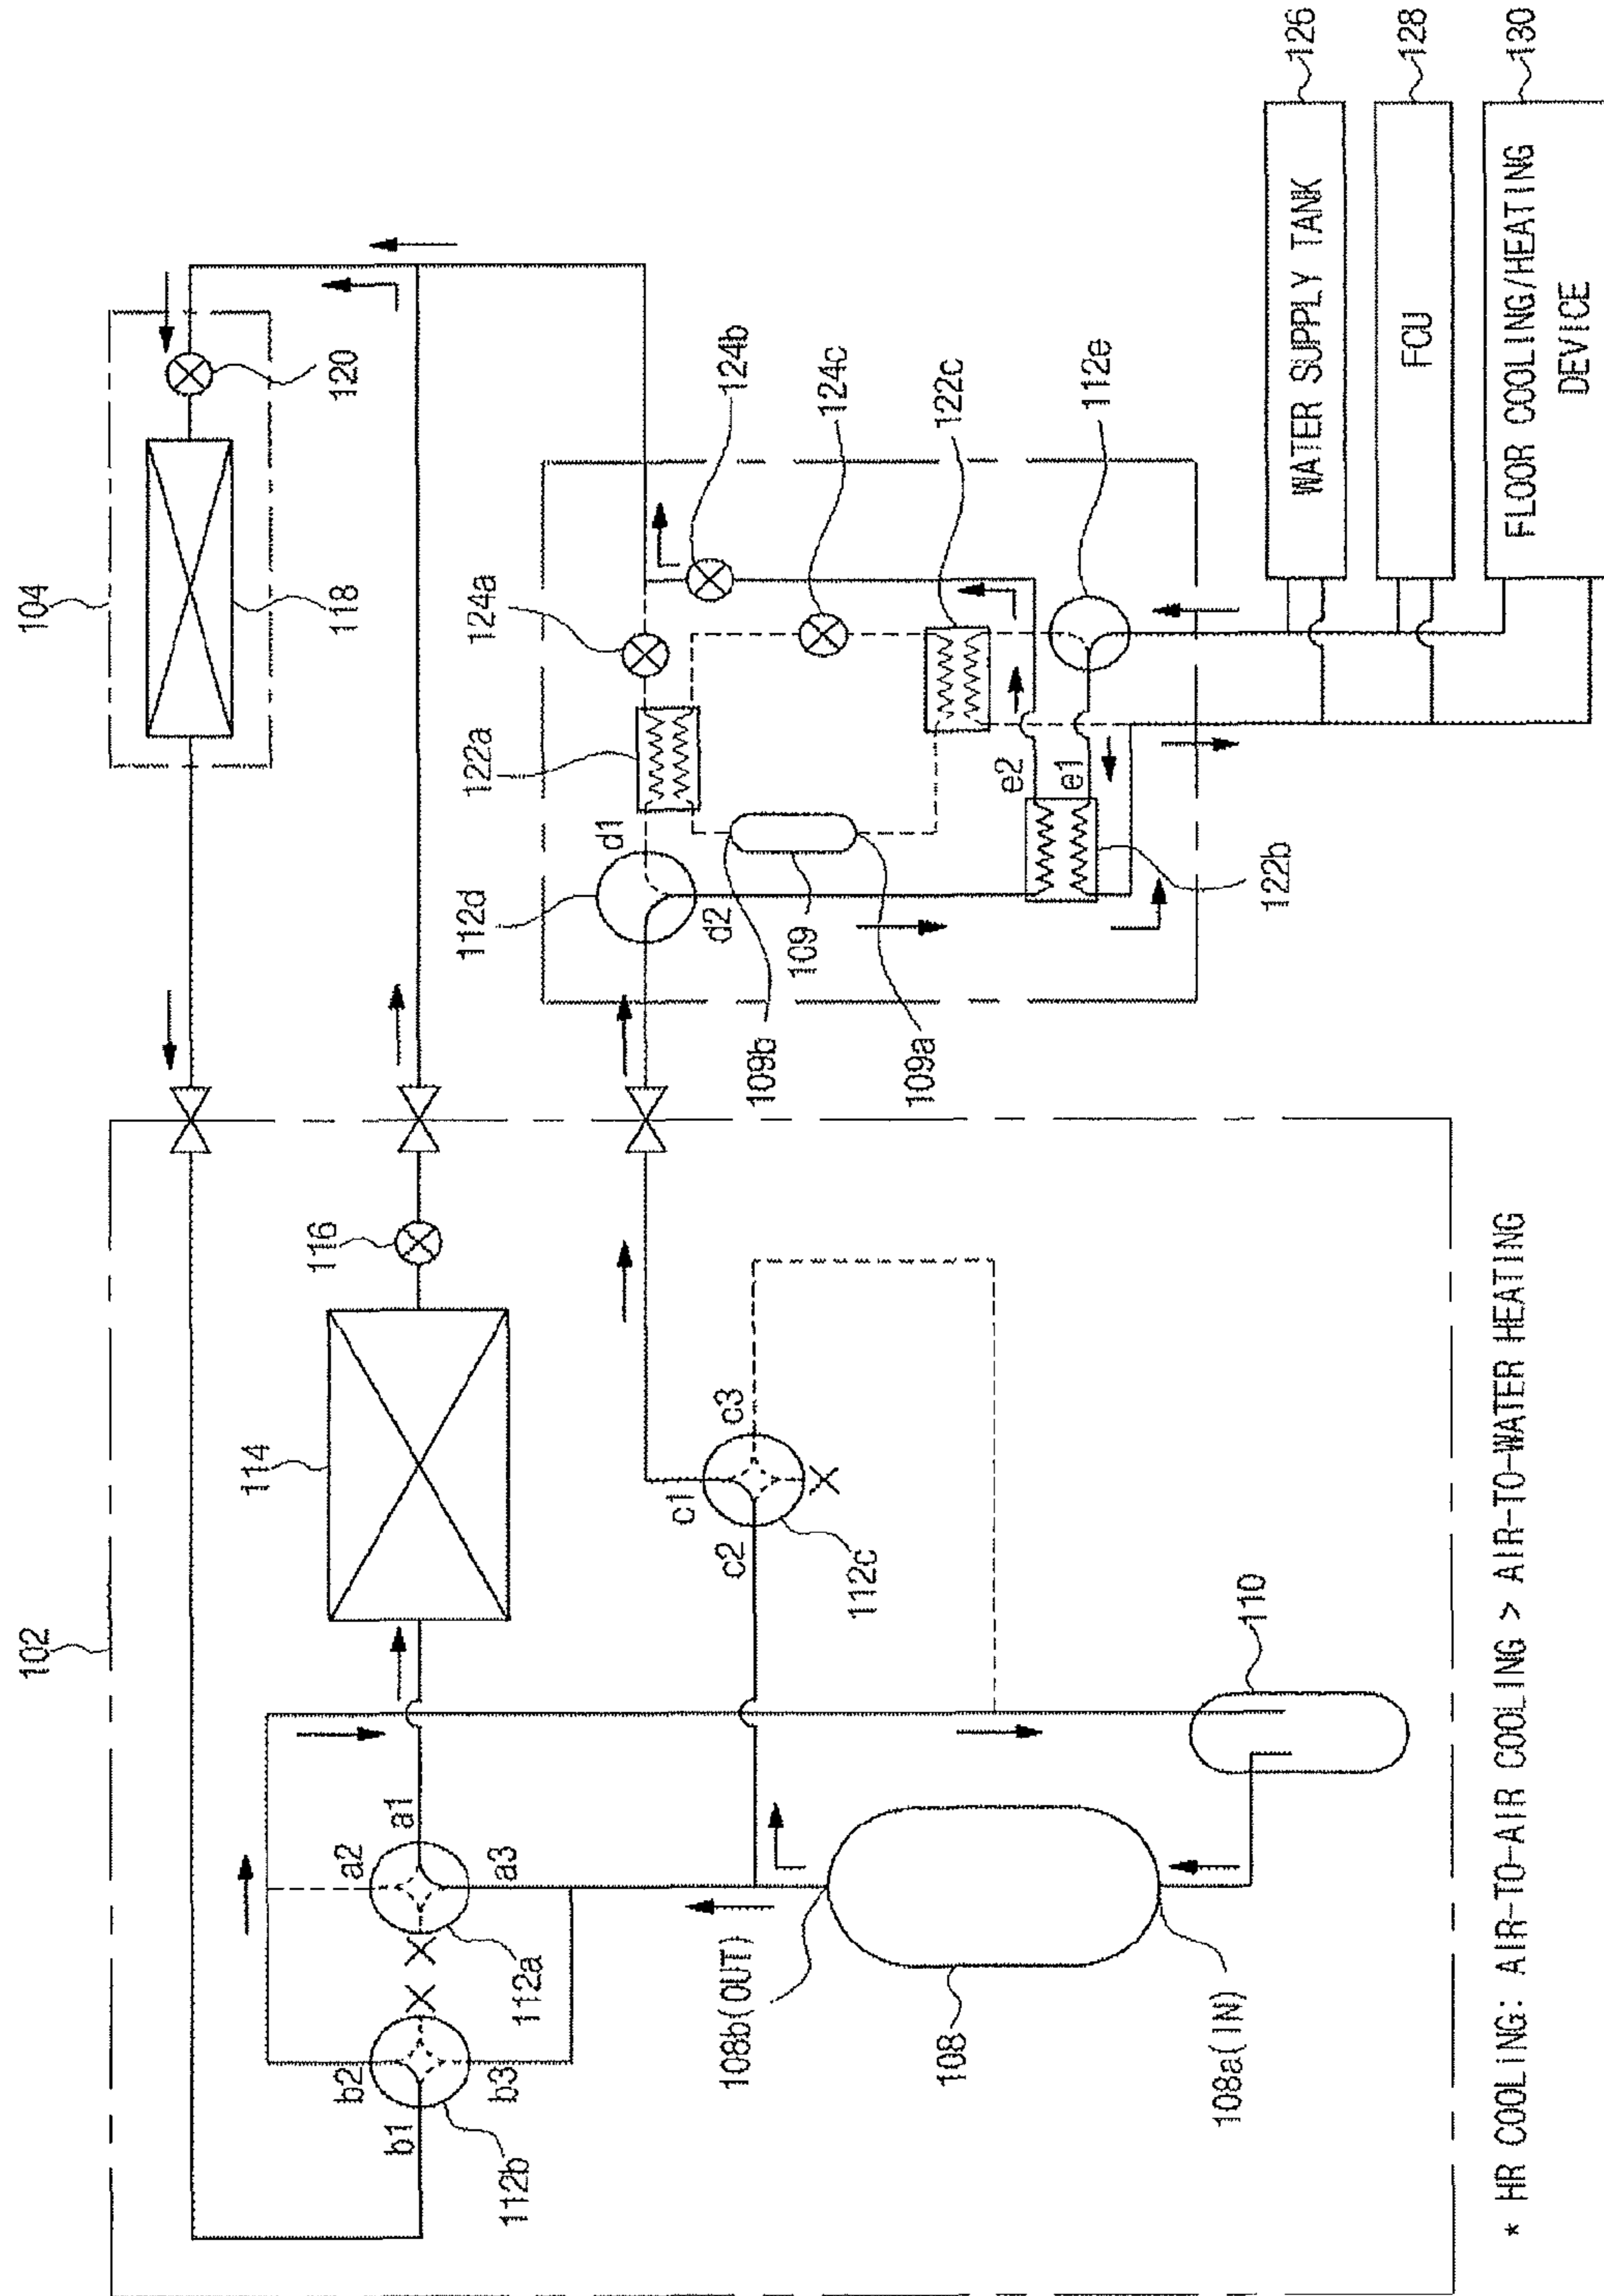 102
104
114
116
120
118
112d
d1
d2
122a
124a
124b
124c
122c
112e
109b
109
109a
e2
e1
122b
a2
a1
a3
112a
b2
b1
b3
112b
c1
c2
c3
112c
108b(OUT)
108
108a(IN)
110
WATER SUPPLY TANK
126
FCU
128
FLOOR COOLING/HEATING
DEVICE
130
* HR COOLING: AIR-TO-AIR COOLING > AIR-TO-WATER HEATING